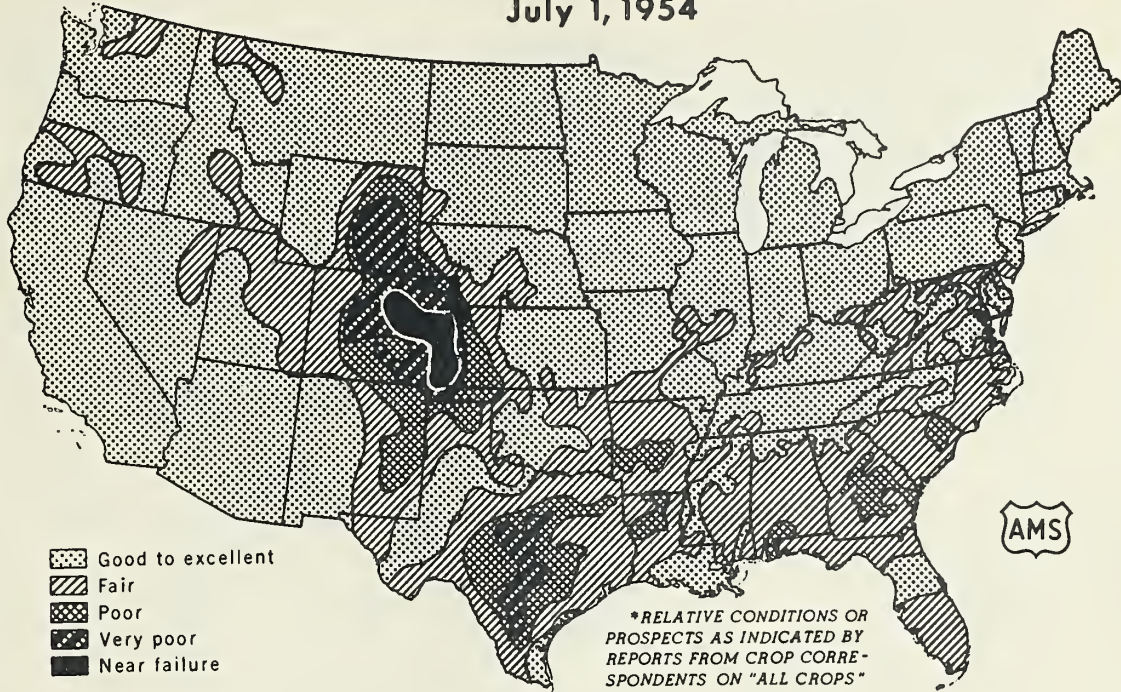 July 1, 1954
AMS
Good to excellent
Fair
Poor
Very poor
Near failure
*RELATIVE CONDITIONS OR
PROSPECTS AS INDICATED BY
REPORTS FROM CROP CORRE-
SPONDENTS ON "ALL CROPS"